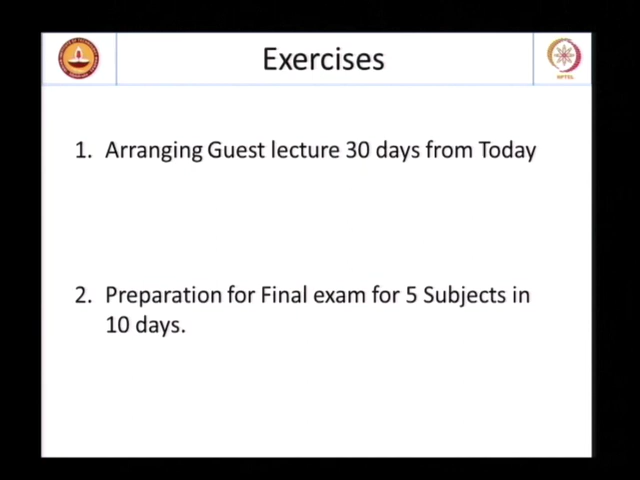 Exercises
1. Arranging Guest lecture 30 days from Today
2. Preparation for Final exam for 5 Subjects in
10 days.
NPTEL